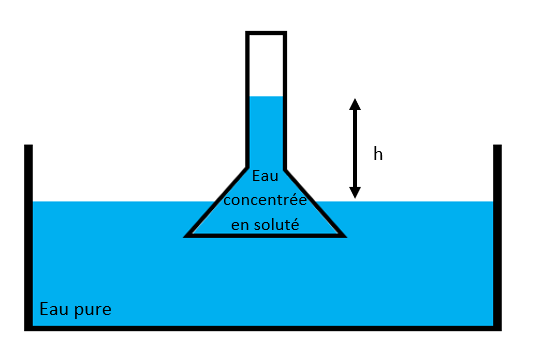 h
Eau
concentrée
en soluté
Eau pure